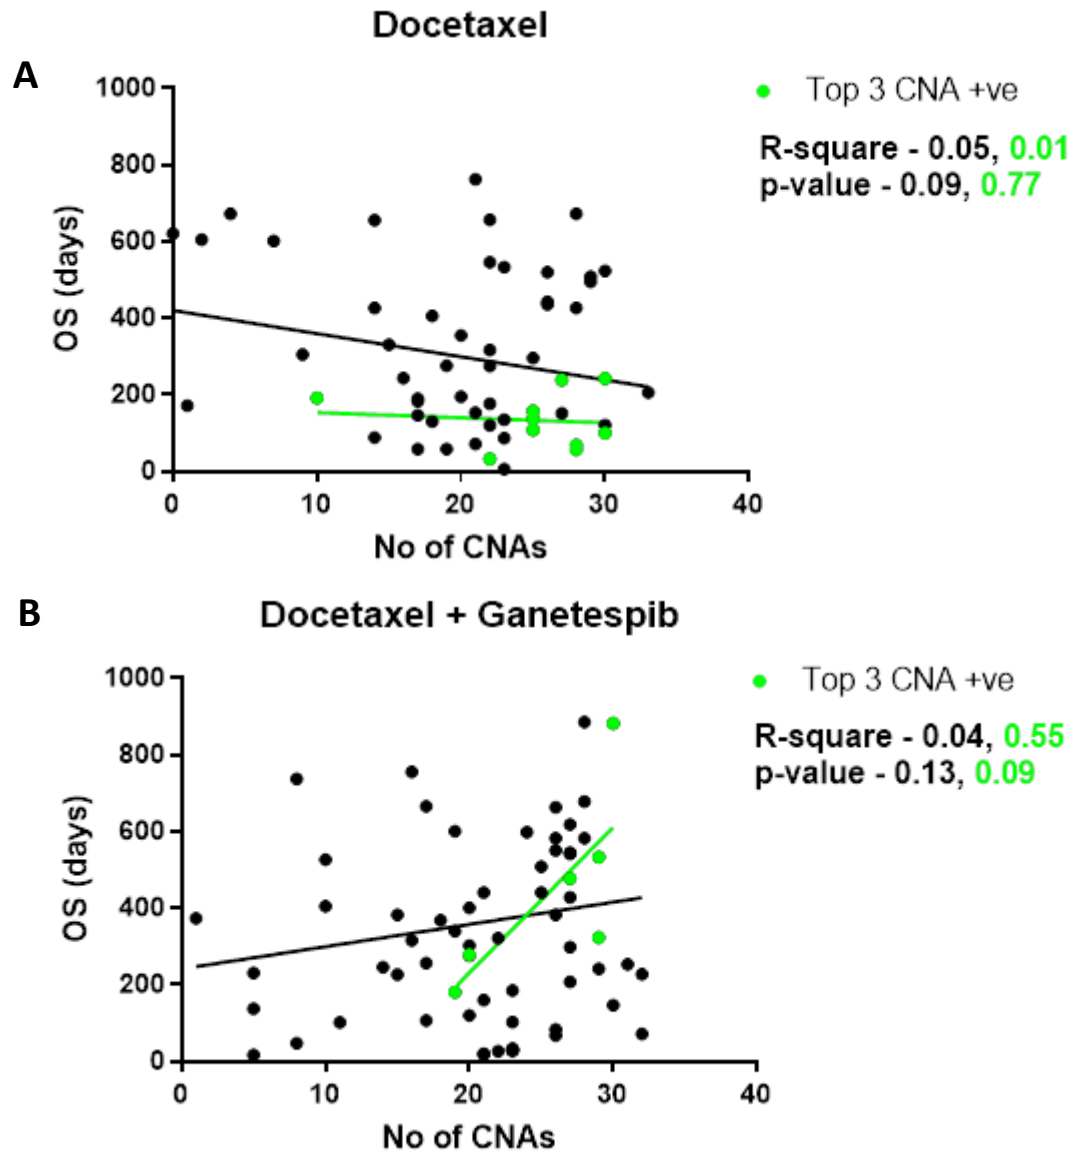 Docetaxel
A
1000
800
600
400
200
0
OS (days)
0 10 20 30 40
No of CNAs
Top 3 CNA +ve
R-square - 0.05, 0.01
p-value - 0.09, 0.77
B
Docetaxel + Ganetespib
1000
800
600
400
200
0
OS (days)
0 10 20 30 40
No of CNAs
Top 3 CNA +ve
R-square - 0.04, 0.55
p-value - 0.13, 0.09